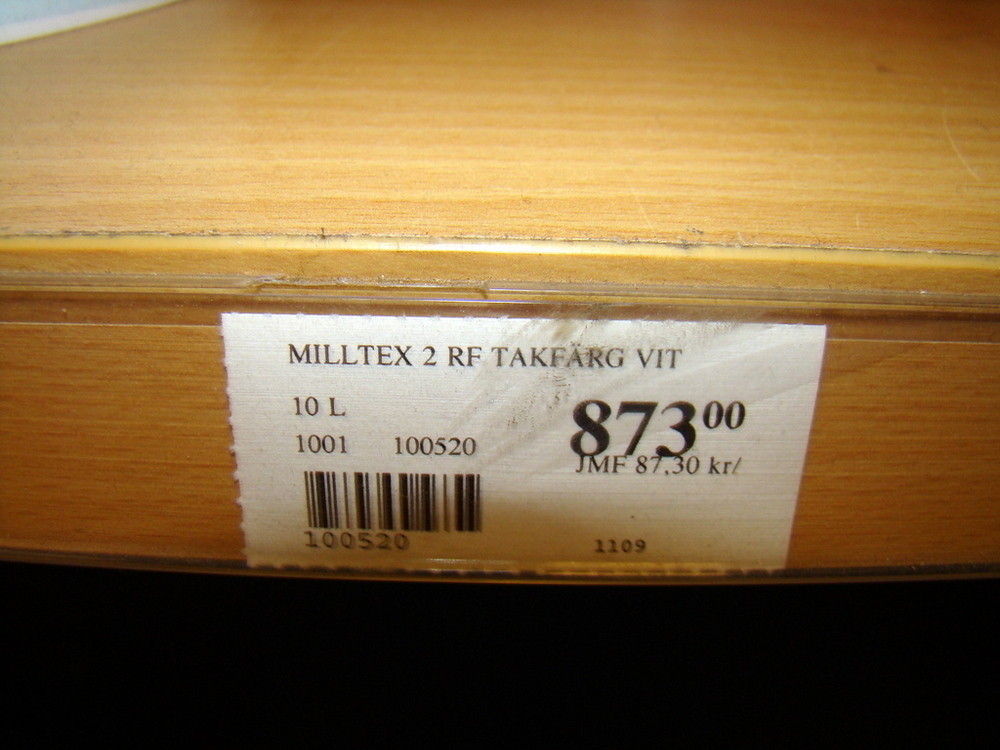 MILLTEX 2 RF TAKFÄRG VIT
10 L
873⁰⁰
1001 100520
JMF 87,30 kr/
100520
1109